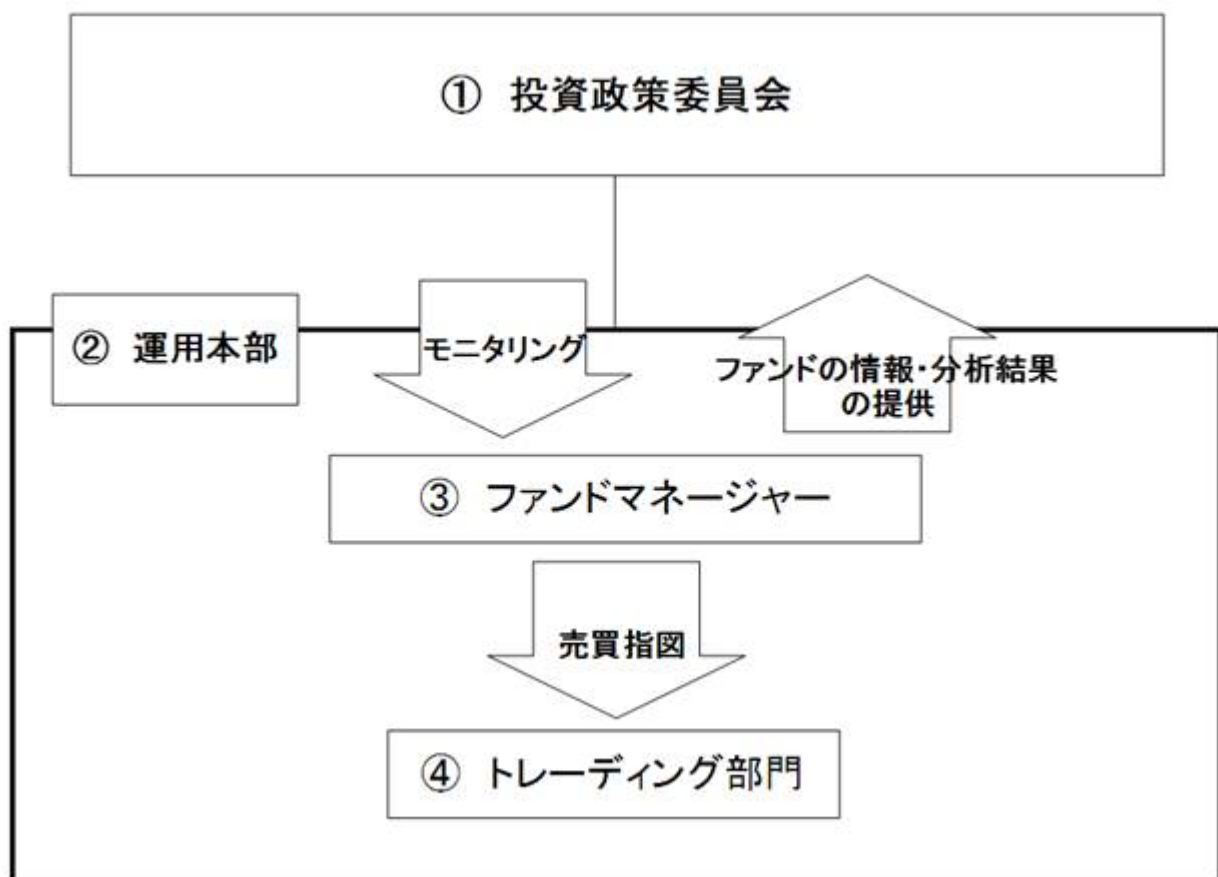 ① 投資政策委員会
② 運用本部
モニタリング
ファンドの情報・分析結果
の提供
③ ファンドマネージャー
売買指図
④ トレーディング部門